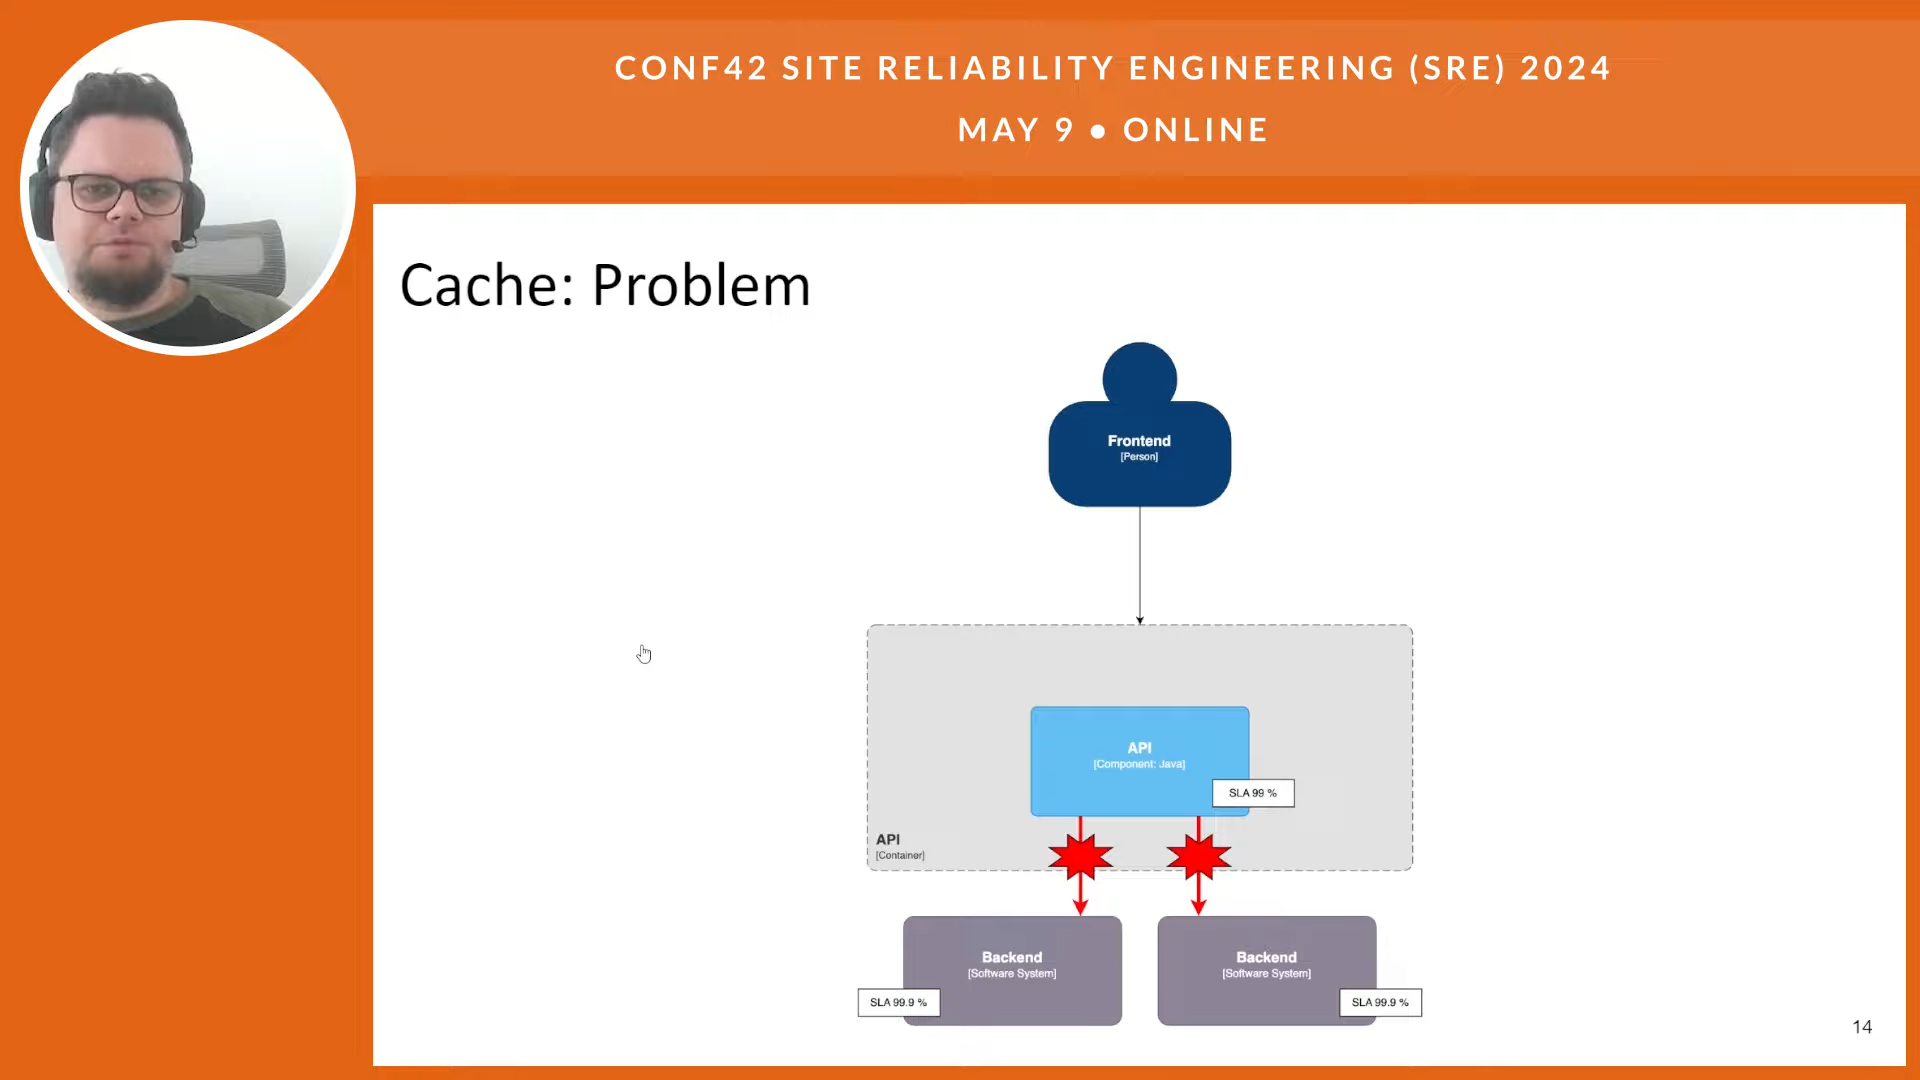 CONF42 SITE RELIABILITY ENGINEERING (SRE) 2024
MAY 9 ● ONLINE
Cache: Problem
Frontend
[Person]
API
[Component: Java]
SLA 99 %
API
[Container]
Backend
[Software System]
SLA 99.9 %
Backend
[Software System]
SLA 99.9 %
14